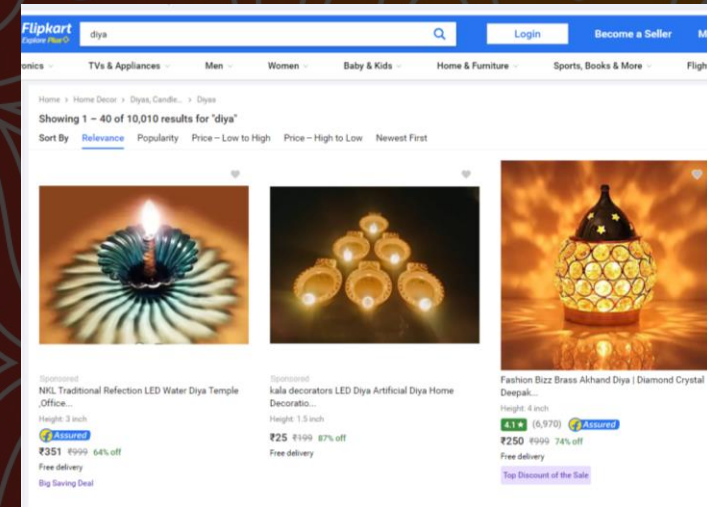 Flipkart
Explore Plus
diya
Login
Become a Seller
M
onics
TVs & Appliances
Men
Women
Baby & Kids
Home & Furniture
Sports, Books & More
Fligh
Home > Home Decor > Diyas, Candle... > Diyas
Showing 1 – 40 of 10,010 results for "diya"
Sort By Relevance Popularity Price -- Low to High Price -- High to Low Newest First
Sponsored
NKL Traditional Refection LED Water Diya Temple
,Office...
Height: 3 inch
Assured
₹351 ₹999 64% off
Free delivery
Big Saving Deal
Sponsored
kala decorators LED Diya Artificial Diya Home
Decoratio...
Height: 1.5 inch
₹25 ₹199 87% off
Free delivery
Fashion Bizz Brass Akhand Diya | Diamond Crystal
Deepak...
Height: 4 inch
4.1★ (6,970) Assured
₹250 ₹999 74% off
Free delivery
Top Discount of the Sale